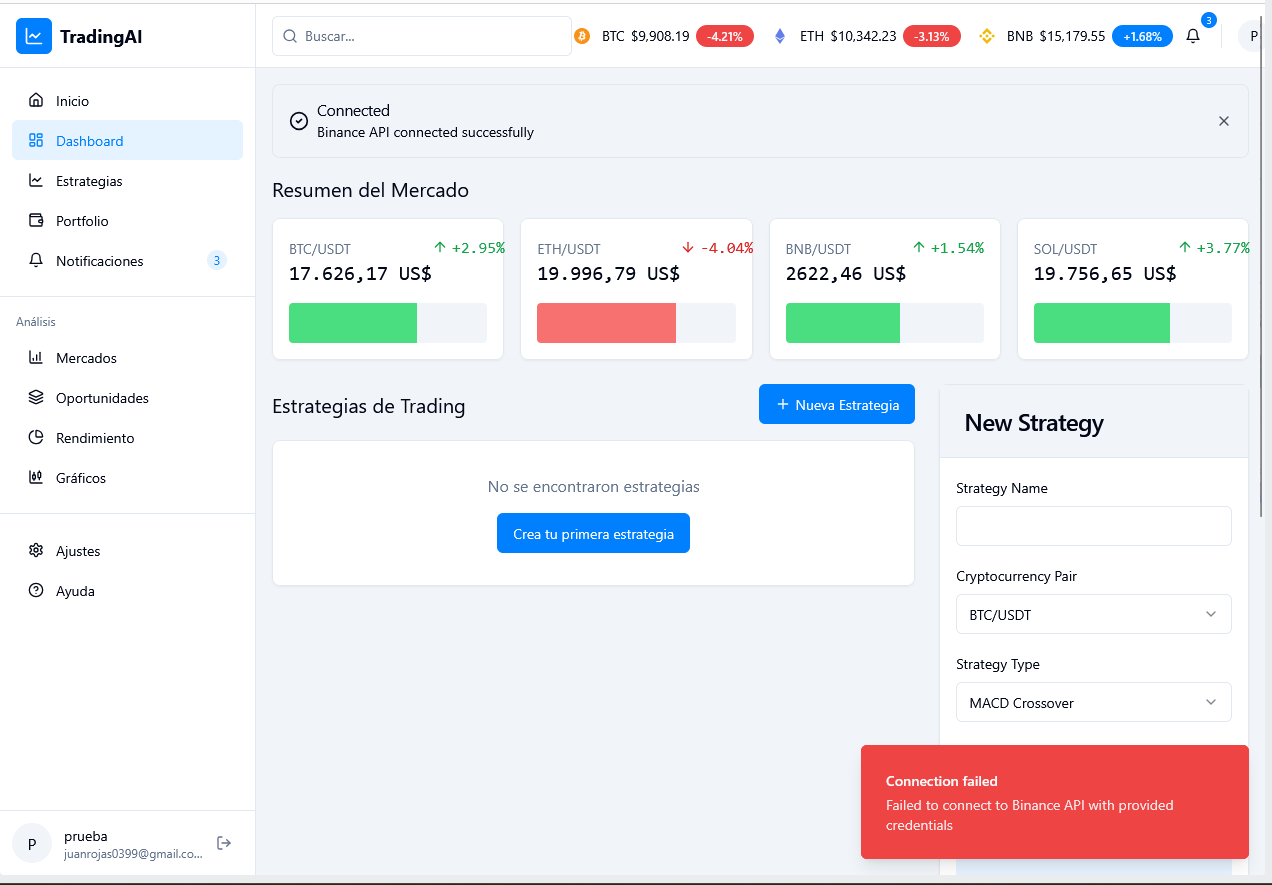 TradingAI
Buscar...
BTC $9,908.19 -4.21%
ETH $10,342.23 -3.13%
BNB $15,179.55 +1.68%
3
P
Inicio
Dashboard
Estrategias
Portfolio
Notificaciones 3
Análisis
Mercados
Oportunidades
Rendimiento
Gráficos
Ajustes
Ayuda
P
prueba
juanrojas0399@gmail.co...
Connected
Binance API connected successfully
Resumen del Mercado
BTC/USDT +2.95%
17.626,17 US$
ETH/USDT -4.04%
19.996,79 US$
BNB/USDT +1.54%
2622,46 US$
SOL/USDT +3.77%
19.756,65 US$
Estrategias de Trading
Nueva Estrategia
No se encontraron estrategias
Crea tu primera estrategia
New Strategy
Strategy Name
Cryptocurrency Pair
BTC/USDT
Strategy Type
MACD Crossover
Connection failed
Failed to connect to Binance API with provided
credentials